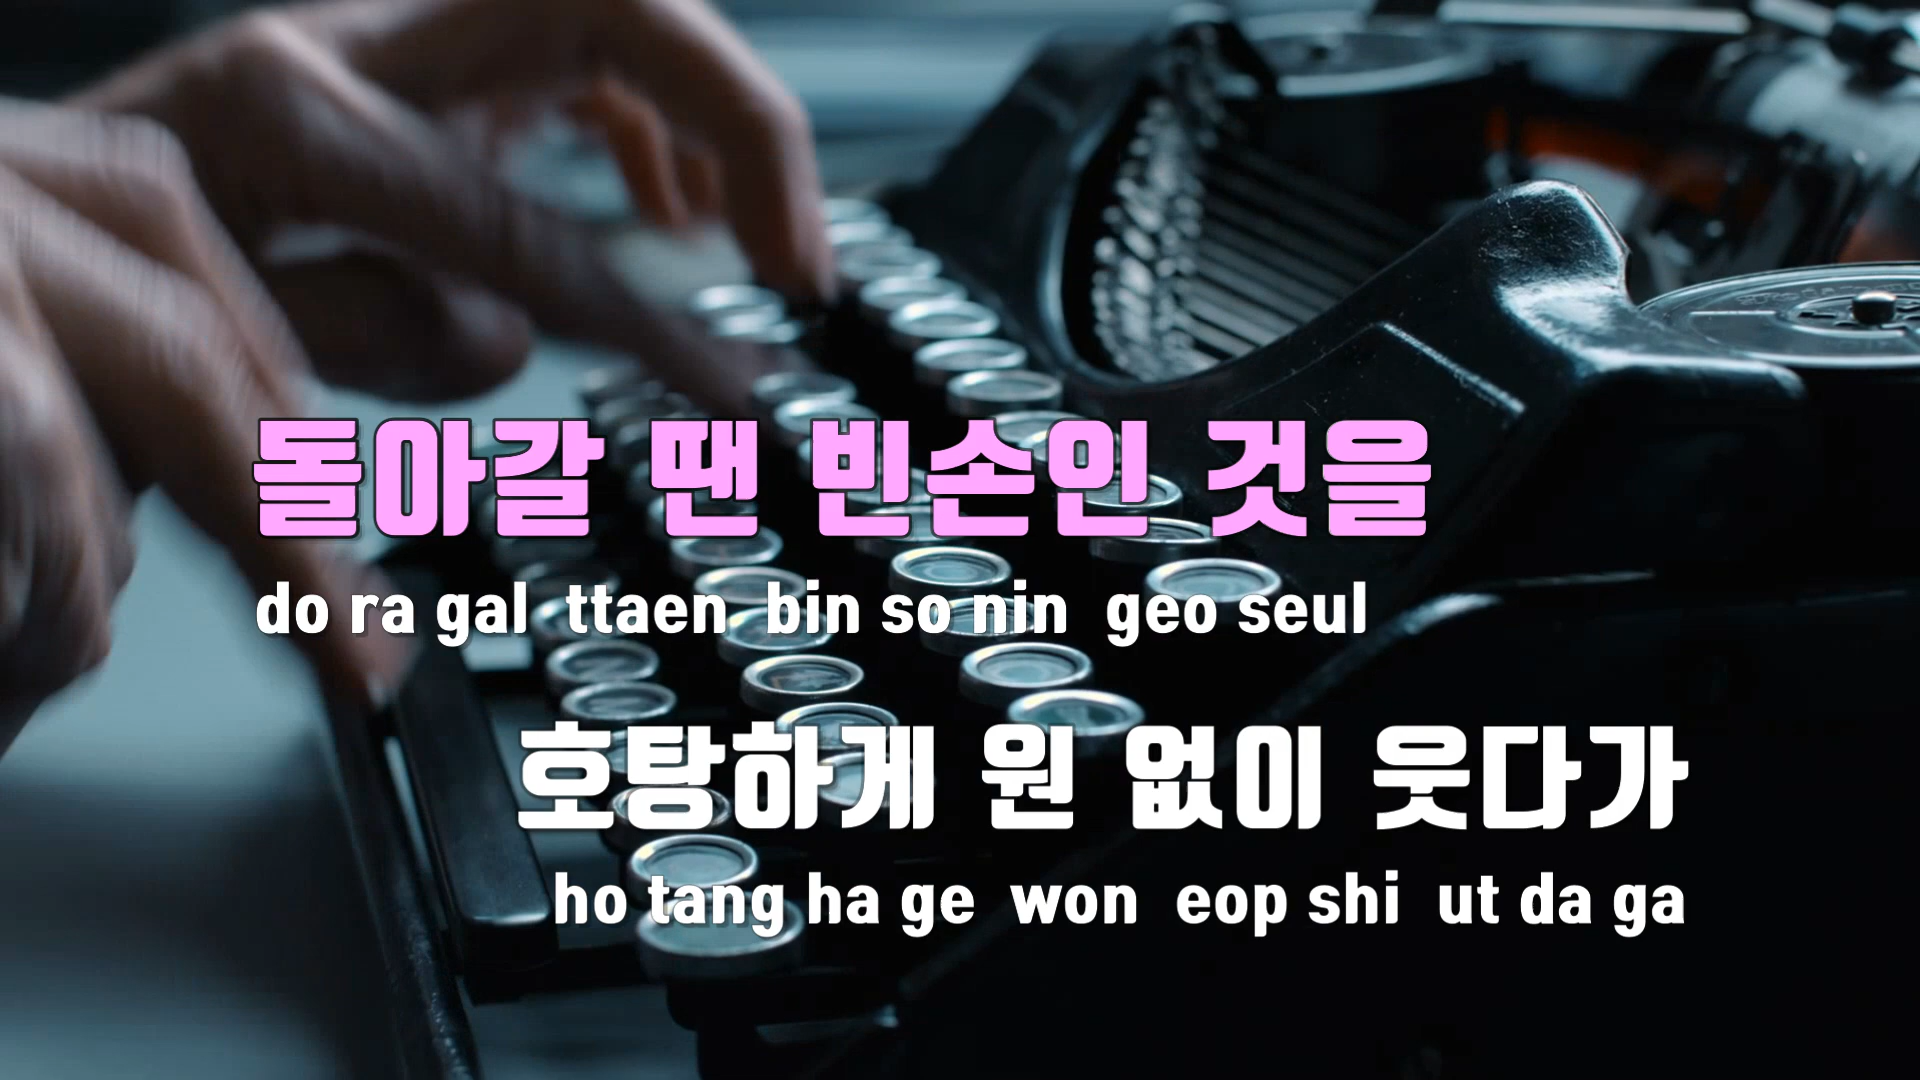 돌아갈 땐 빈손인 것을
do ra gal ttaen bin so nin geo seul
호탕하게 원 없이 웃다가
ho tang ha ge won eop shi ut da ga